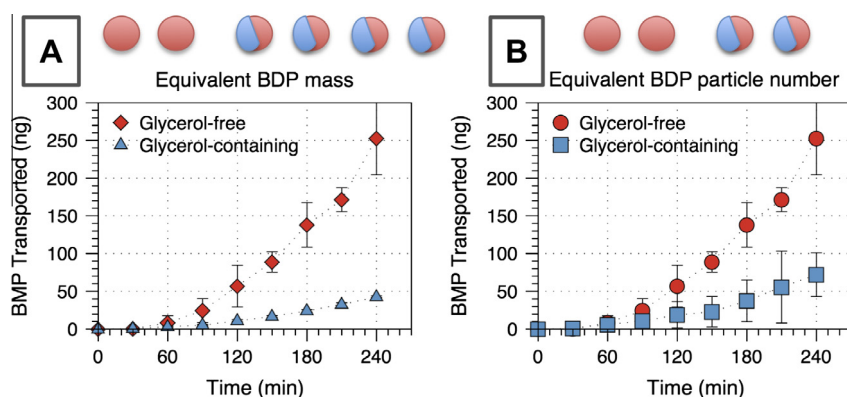 A
B
Equivalent BDP mass
Equivalent BDP particle number
BMP Transported (ng)
300
250
200
150
100
50
0
Glycerol-free
Glycerol-containing
0
60
120
180
240
Time (min)
BMP Transported (ng)
300
250
200
150
100
50
0
Glycerol-free
Glycerol-containing
0
60
120
180
240
Time (min)